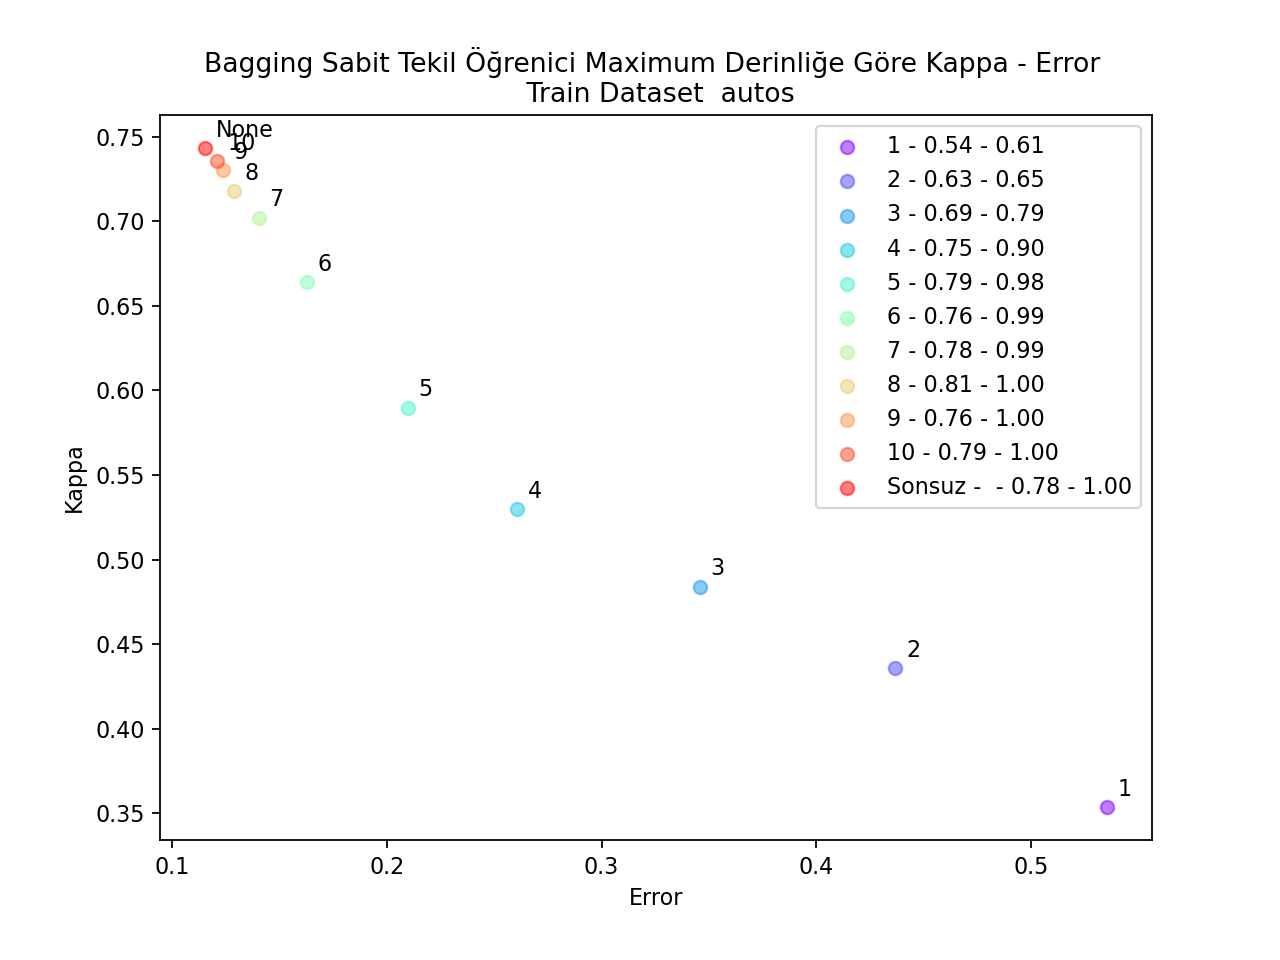 Bagging Sabit Tekil Öğrenici Maximum Derinliğe Göre Kappa - Error
Train Dataset  autos
Kappa
0.75
0.70
0.65
0.60
0.55
0.50
0.45
0.40
0.35
None
10
9
8
7
6
5
4
3
2
1
1 - 0.54 - 0.61
2 - 0.63 - 0.65
3 - 0.69 - 0.79
4 - 0.75 - 0.90
5 - 0.79 - 0.98
6 - 0.76 - 0.99
7 - 0.78 - 0.99
8 - 0.81 - 1.00
9 - 0.76 - 1.00
10 - 0.79 - 1.00
Sonsuz -  - 0.78 - 1.00
0.1 0.2 0.3 0.4 0.5
Error